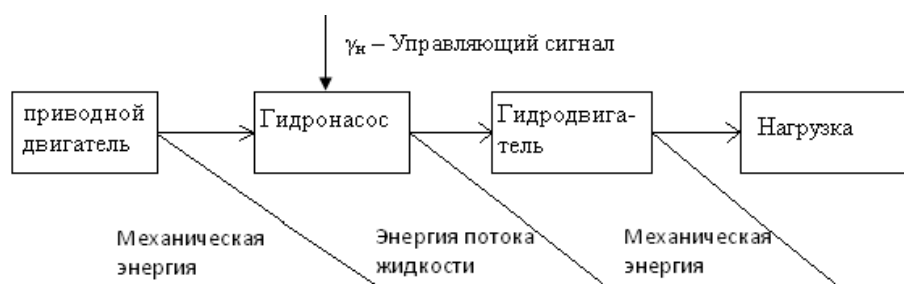 γн – Управляющий сигнал
приводной
двигатель
Гидронасос
Гидродвига-
тель
Нагрузка
Механическая
энергия
Энергия потока
жидкости
Механическая
энергия